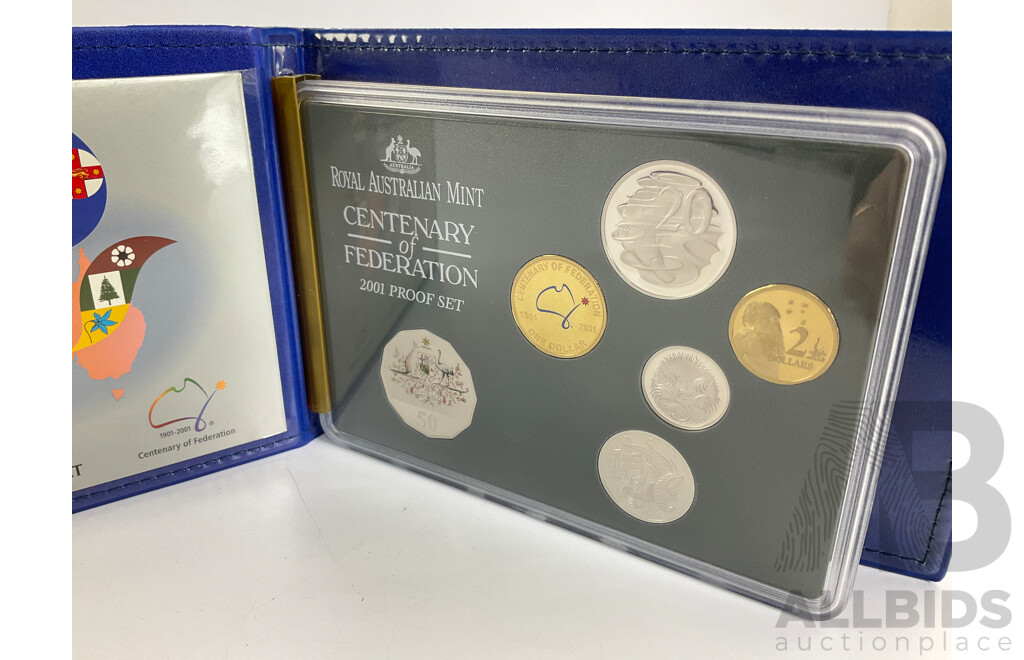 1901-2001
Centenary of Federation
AUSTRALIA
ROYAL AUSTRALIAN MINT
CENTENARY
of
FEDERATION
2001 PROOF SET
20
CENTENARY OF FEDERATION
1901 2001
ONE DOLLAR
2
DOLLARS
50
ALLBIDS
auctionplace